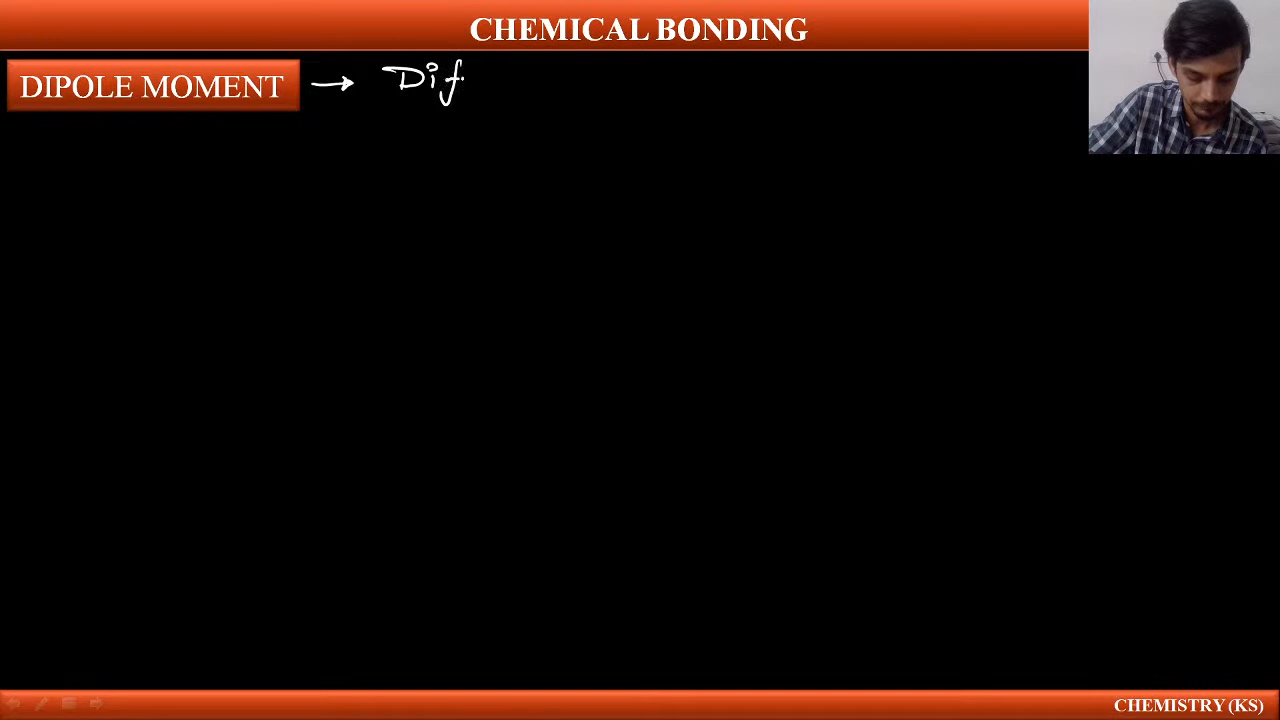 CHEMICAL BONDING
DIPOLE MOMENT → Dif
CHEMISTRY (KS)